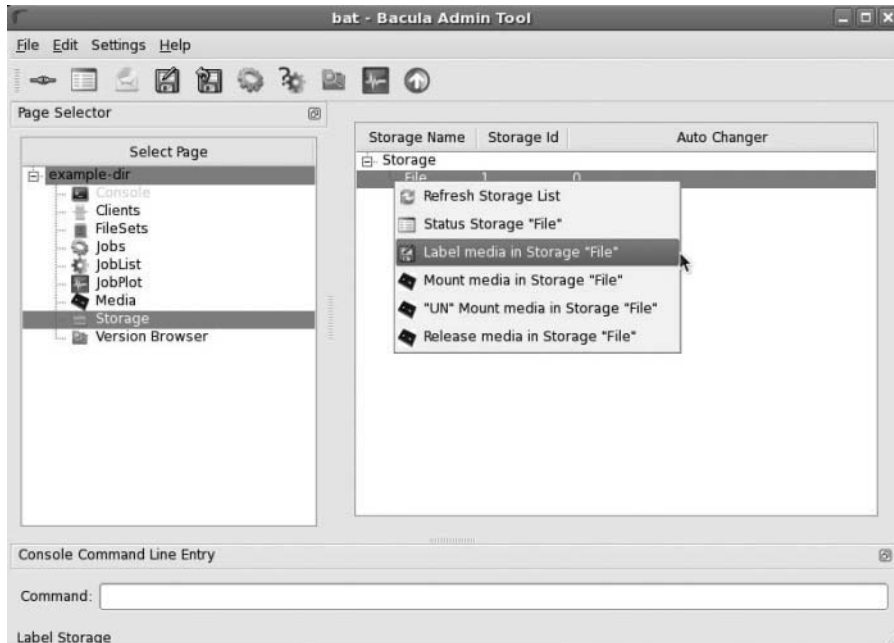 bat - Bacula Admin Tool
File Edit Settings Help
Page Selector
Select Page
example-dir
Console
Clients
FileSets
Jobs
JobList
JobPlot
Media
Storage
Version Browser
Storage Name Storage Id Auto Changer
Storage
File 1 0
Refresh Storage List
Status Storage "File"
Label media in Storage "File"
Mount media in Storage "File"
"UN" Mount media in Storage "File"
Release media in Storage "File"
Console Command Line Entry
Command:
Label Storage